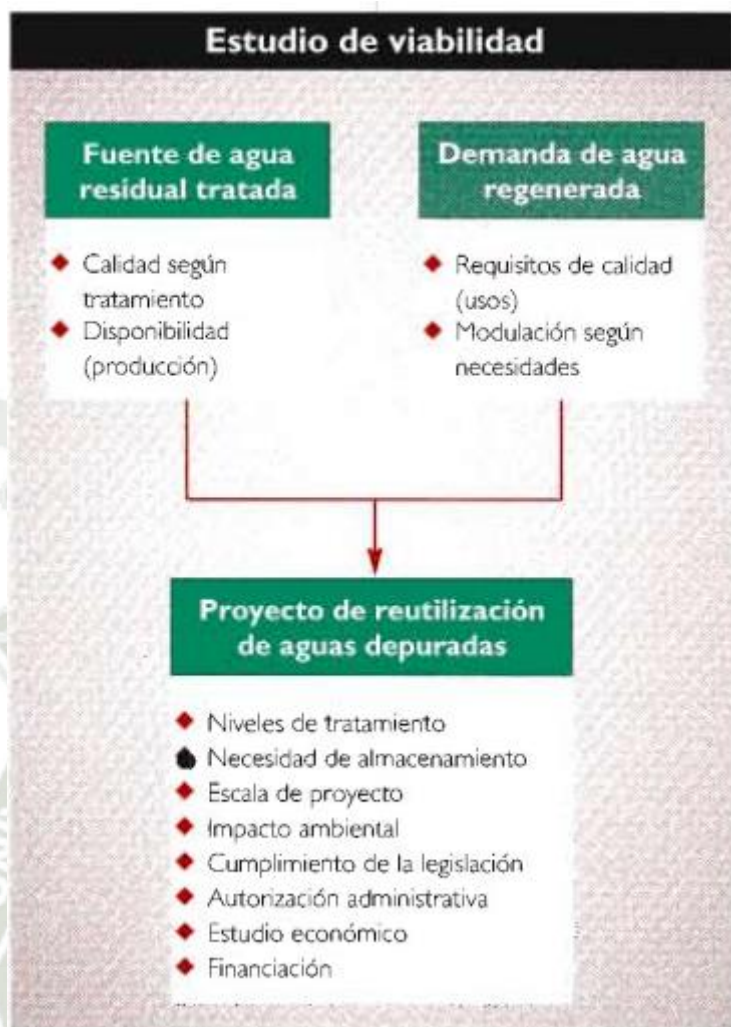 Estudio de viabilidad
Fuente de agua
residual tratada
Calidad según
tratamiento
Disponibilidad
(producción)
Demanda de agua
regenerada
Requisitos de calidad
(usos)
Modulación según
necesidades
Proyecto de reutilización
de aguas depuradas
Niveles de tratamiento
Necesidad de almacenamiento
Escala de proyecto
Impacto ambiental
Cumplimiento de la legislación
Autorización administrativa
Estudio económico
Financiación